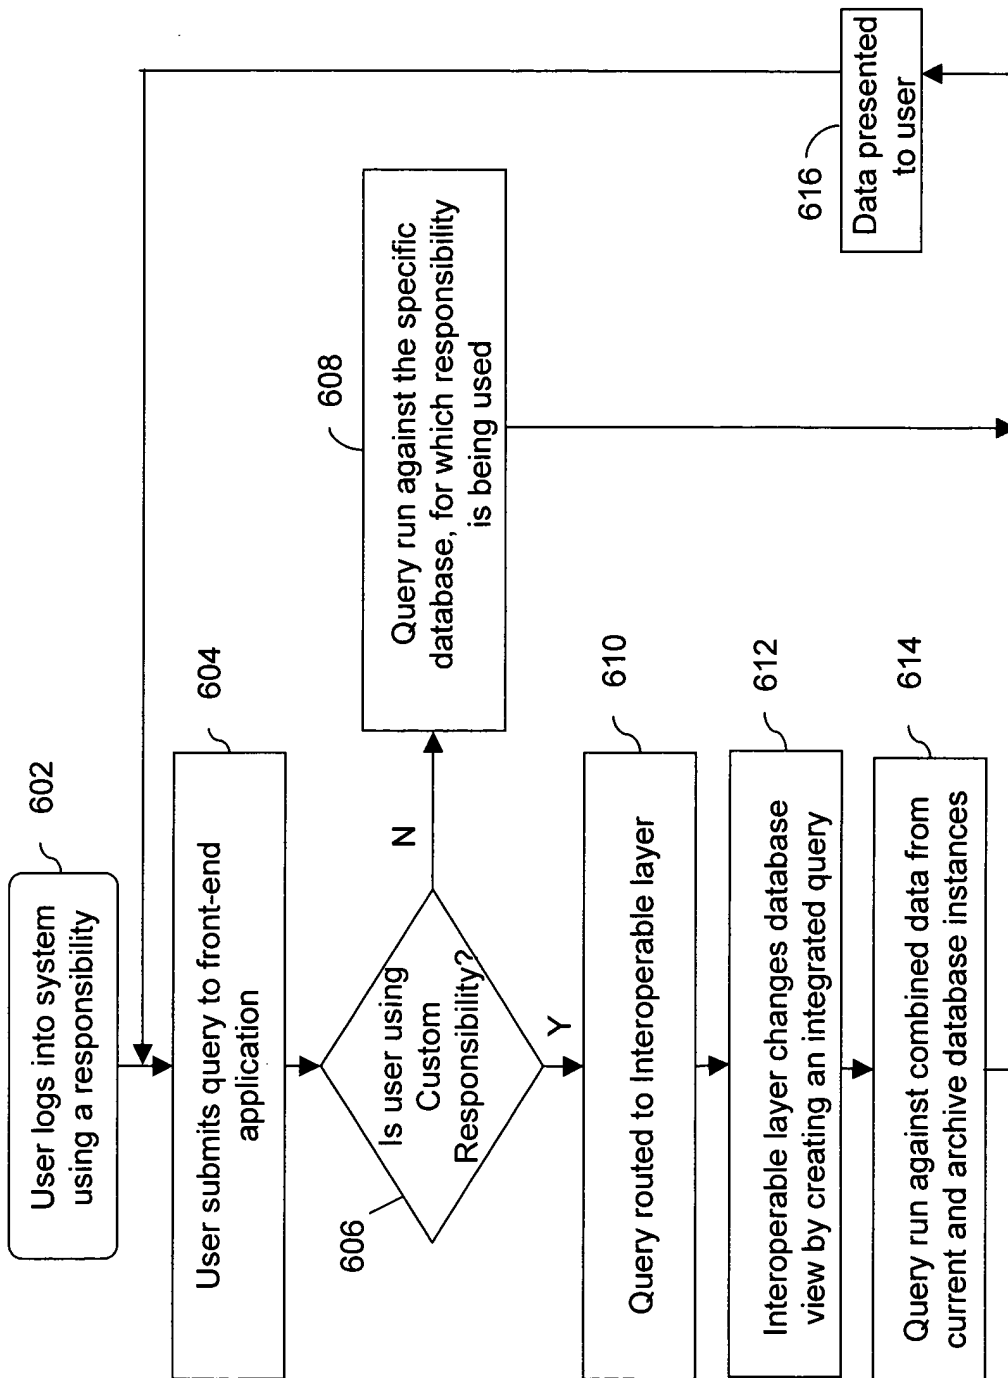 User logs into system
using a responsibility
602
User submits query to front-end
application
604
Is user using
Custom
Responsibility?
606
N
Y
Query run against the specific
database, for which responsibility
is being used
608
Query routed to Interoperable layer
610
Interoperable layer changes database
view by creating an integrated query
612
Query run against combined data from
current and archive database instances
614
Data presented
to user
616